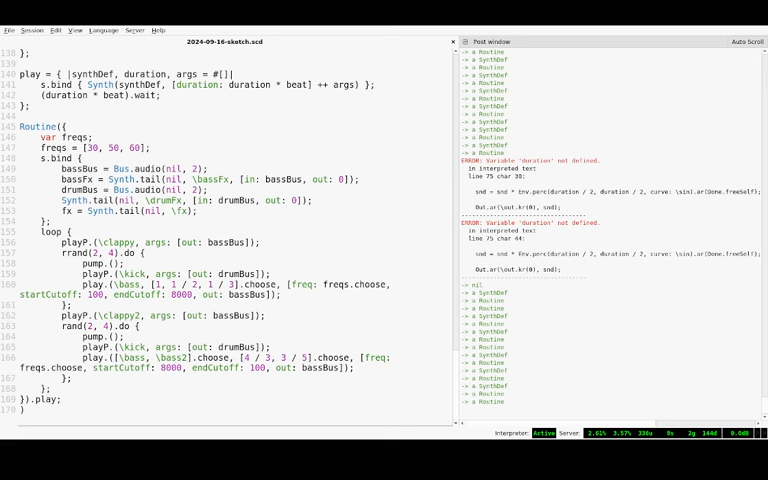 File Session Edit View Language Server Help
2024-09-16-sketch.scd
138 };
139
140 play = { |synthDef, duration, args = #[]|
141 s.bind { Synth(synthDef, [duration: duration * beat] ++ args) };
142 (duration * beat).wait;
143 };
144
145 Routine({
146 var freqs;
147 freqs = [30, 50, 60];
148 s.bind {
149 bassBus = Bus.audio(nil, 2);
150 bassFx = Synth.tail(nil, \bassFx, [in: bassBus, out: 0]);
151 drumBus = Bus.audio(nil, 2);
152 Synth.tail(nil, \drumFx, [in: drumBus, out: 0]);
153 fx = Synth.tail(nil, \fx);
154 };
155 loop {
156 playP.(\clappy, args: [out: bassBus]);
157 rrand(2, 4).do {
158 pump.();
159 playP.(\kick, args: [out: drumBus]);
160 play.(\bass, [1, 1 / 2, 1 / 3].choose, [freq: freqs.choose,
startCutoff: 100, endCutoff: 8000, out: bassBus]);
161 };
162 playP.(\clappy2, args: [out: bassBus]);
163 rrand(2, 4).do {
164 pump.();
165 playP.(\kick, args: [out: drumBus]);
166 play.([\bass, \bass2].choose, [4 / 3, 3 / 5].choose, [freq:
freqs.choose, startCutoff: 8000, endCutoff: 100, out: bassBus]);
167 };
168 };
169 }).play;
170 )
Post window Auto Scroll
-> a Routine
-> a SynthDef
-> a Routine
-> a SynthDef
-> a Routine
-> a Routine
-> a SynthDef
-> a Routine
-> a SynthDef
-> a SynthDef
-> a Routine
-> a Routine
-> a SynthDef
-> a Routine
ERROR: Variable 'duration' not defined.
in interpreted text
line 75 char 30:
snd = snd * Env.perc(duration / 2, duration / 2, curve: \sin).ar(Done.freeSelf);
Out.ar(\out.kr(0), snd);
-----------------------------------
ERROR: Variable 'duration' not defined.
in interpreted text
line 75 char 44:
snd = snd * Env.perc(duration / 2, duration / 2, curve: \sin).ar(Done.freeSelf);
Out.ar(\out.kr(0), snd);
-----------------------------------
-> nil
-> a SynthDef
-> a Routine
-> a Routine
-> a SynthDef
-> a Routine
-> a SynthDef
-> a Routine
-> a Routine
-> a SynthDef
-> a Routine
-> a SynthDef
-> a Routine
-> a SynthDef
-> a Routine
-> a Routine
Interpreter: Active Server: 2.61% 3.57% 336u 8s 2g 144d 0.0dB